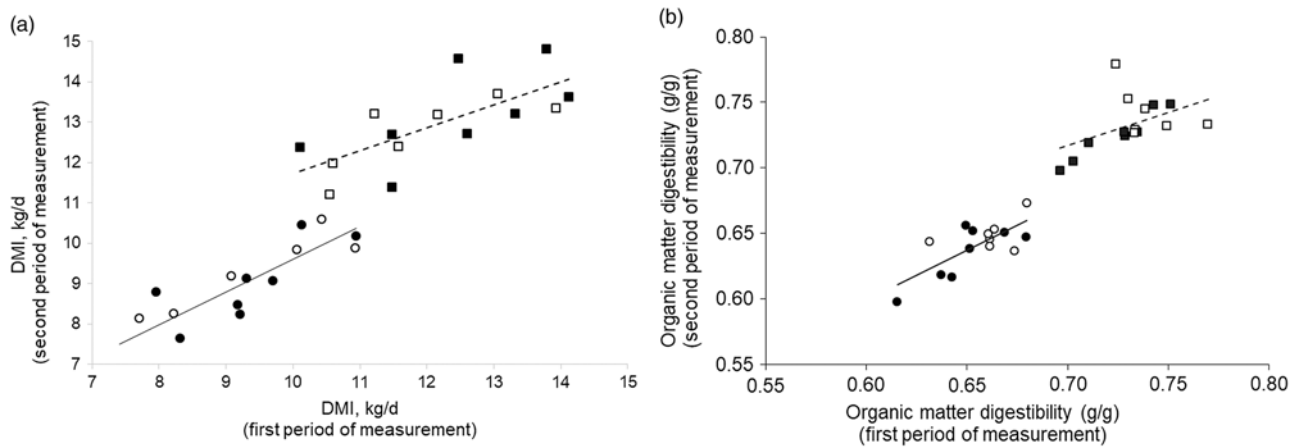 (a)
DMI, kg/d
(second period of measurement)
15
14
13
12
11
10
9
8
7
7 8 9 10 11 12 13 14 15
DMI, kg/d
(first period of measurement)
(b)
Organic matter digestibility (g/g)
(second period of measurement)
0.80
0.75
0.70
0.65
0.60
0.55
0.55 0.60 0.65 0.70 0.75 0.80
Organic matter digestibility (g/g)
(first period of measurement)